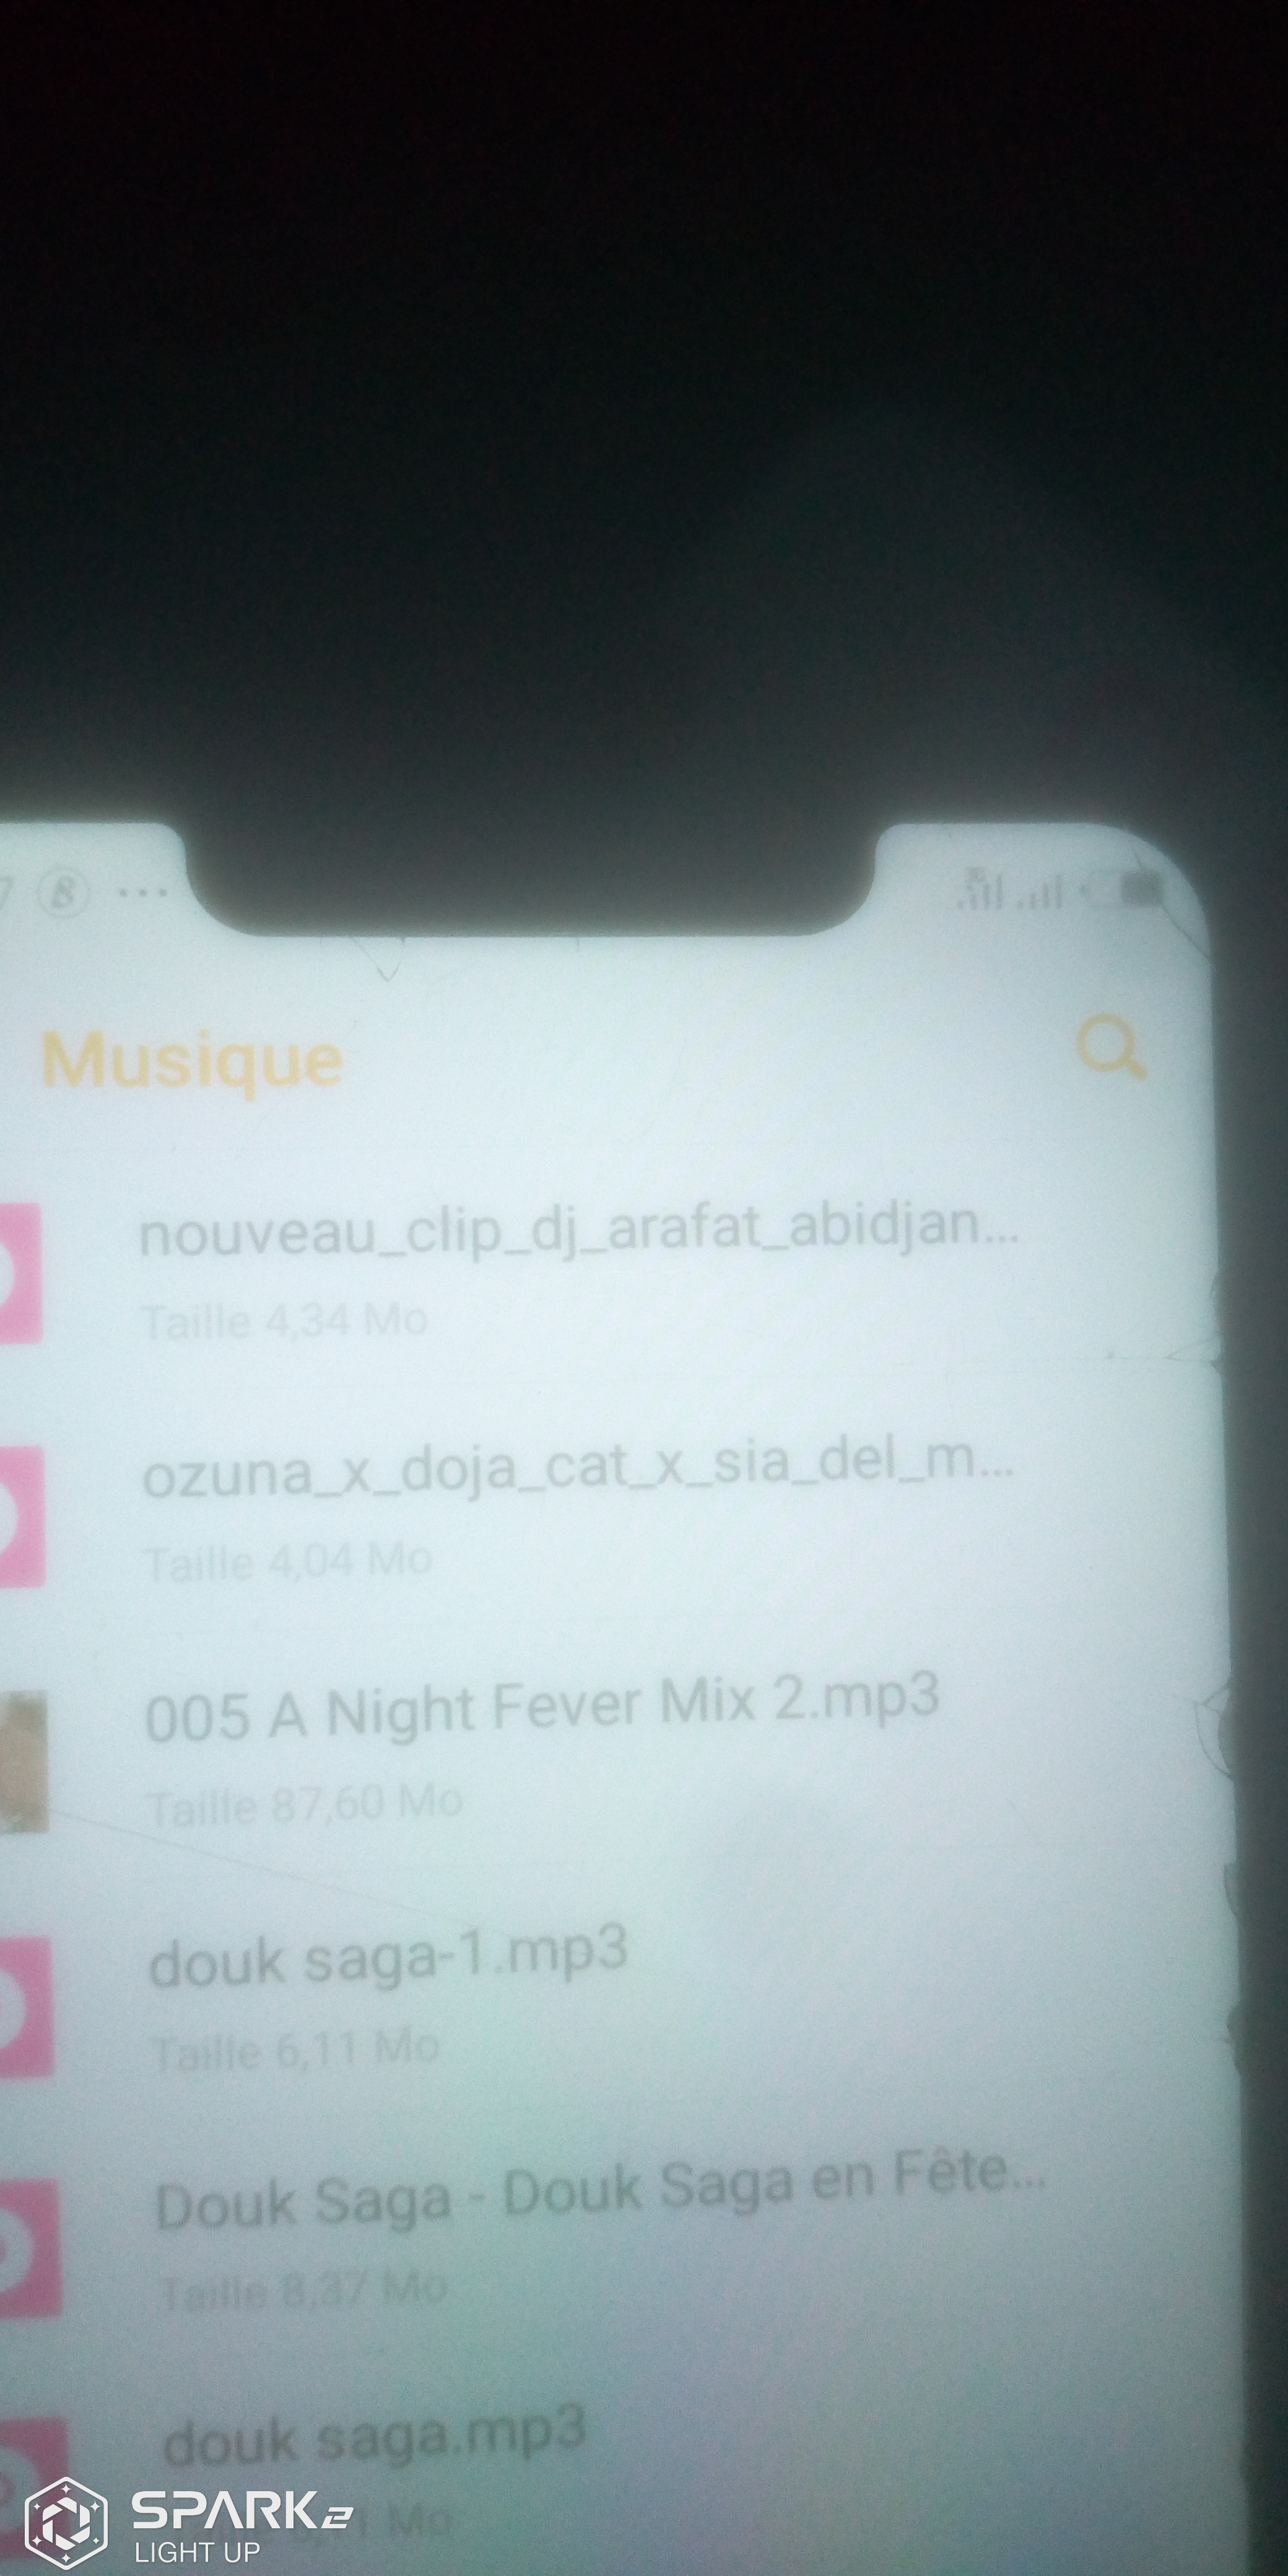 Musique
nouveau_clip_dj_arafat_abidjan...
Taille 4,34 Mo
ozuna_x_doja_cat_x_sia_del_m...
Taille 4,04 Mo
005 A Night Fever Mix 2.mp3
Taille 87,60 Mo
douk saga-1.mp3
Taille 6,11 Mo
Douk Saga - Douk Saga en Fête...
Taille 8,37 Mo
douk saga.mp3
Mo
SPARK 2
LIGHT UP